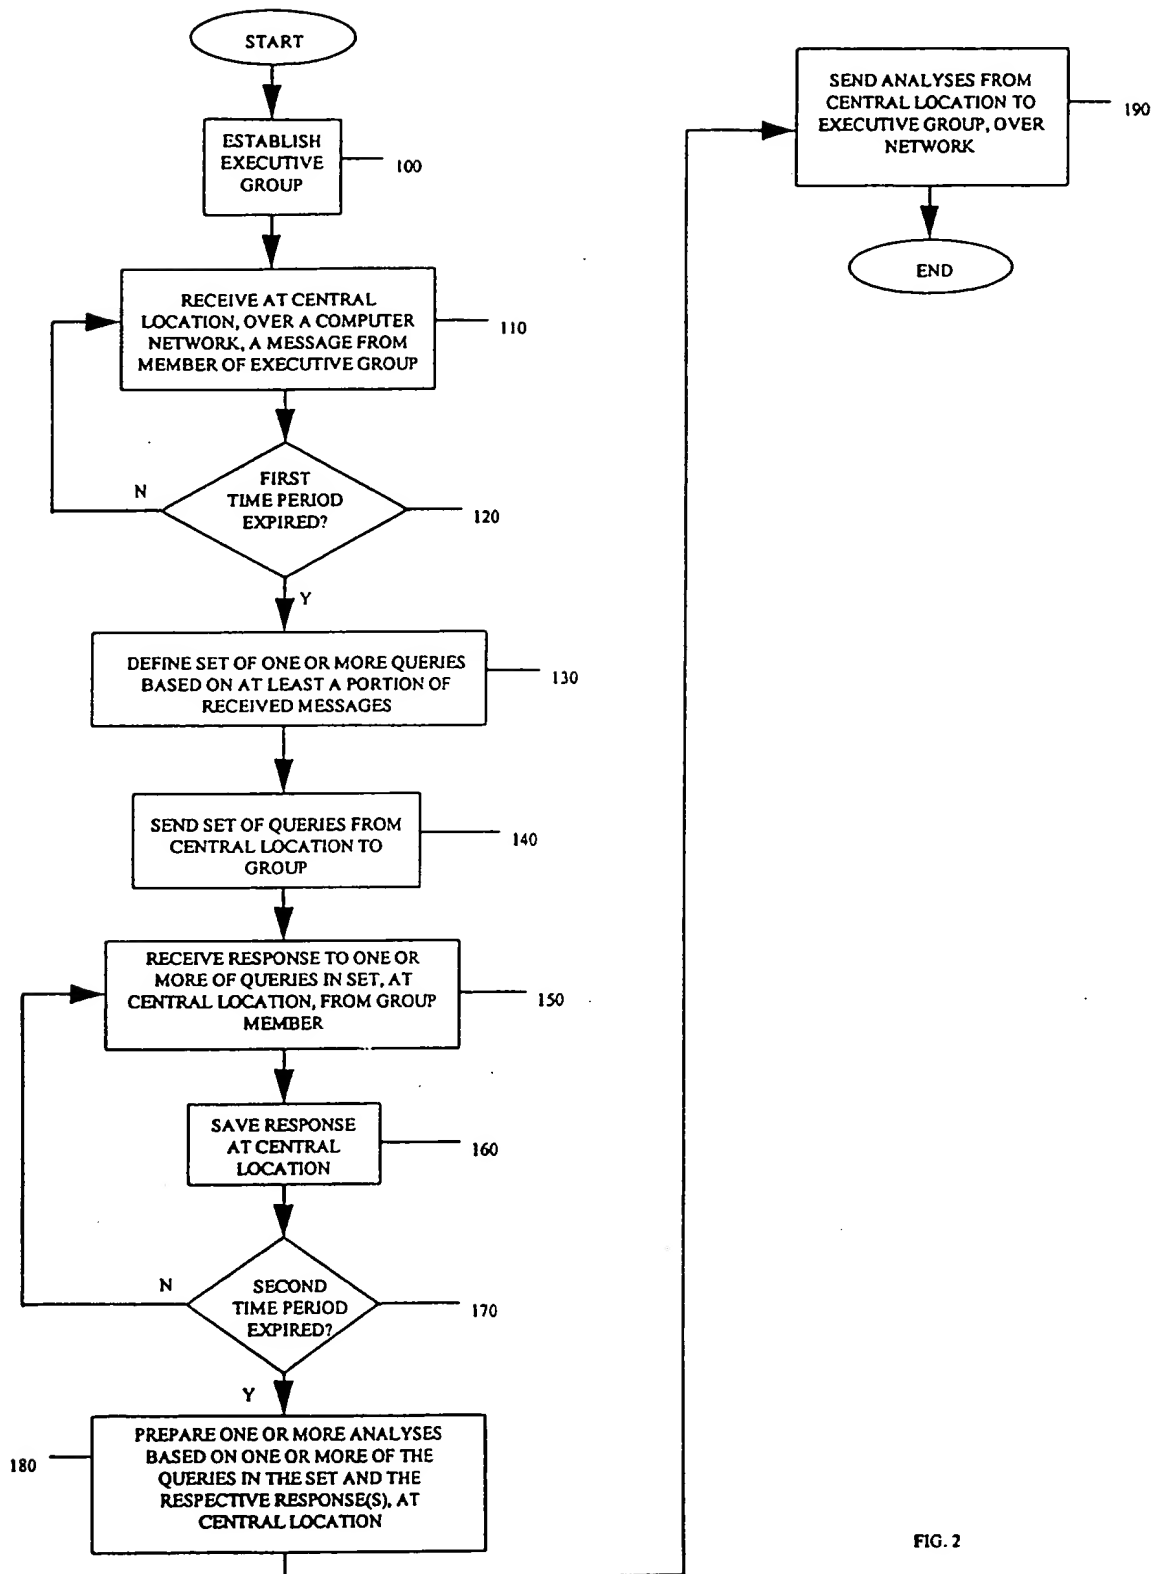 START
ESTABLISH
EXECUTIVE
GROUP
100
RECEIVE AT CENTRAL
LOCATION, OVER A COMPUTER
NETWORK, A MESSAGE FROM
MEMBER OF EXECUTIVE GROUP
110
FIRST
TIME PERIOD
EXPIRED?
N
120
Y
DEFINE SET OF ONE OR MORE QUERIES
BASED ON AT LEAST A PORTION OF
RECEIVED MESSAGES
130
SEND SET OF QUERIES FROM
CENTRAL LOCATION TO
GROUP
140
RECEIVE RESPONSE TO ONE OR
MORE OF QUERIES IN SET, AT
CENTRAL LOCATION, FROM GROUP
MEMBER
150
SAVE RESPONSE
AT CENTRAL
LOCATION
160
SECOND
TIME PERIOD
EXPIRED?
N
170
Y
PREPARE ONE OR MORE ANALYSES
BASED ON ONE OR MORE OF THE
QUERIES IN THE SET AND THE
RESPECTIVE RESPONSE(S), AT
CENTRAL LOCATION
180
SEND ANALYSES FROM
CENTRAL LOCATION TO
EXECUTIVE GROUP, OVER
NETWORK
190
END
FIG. 2